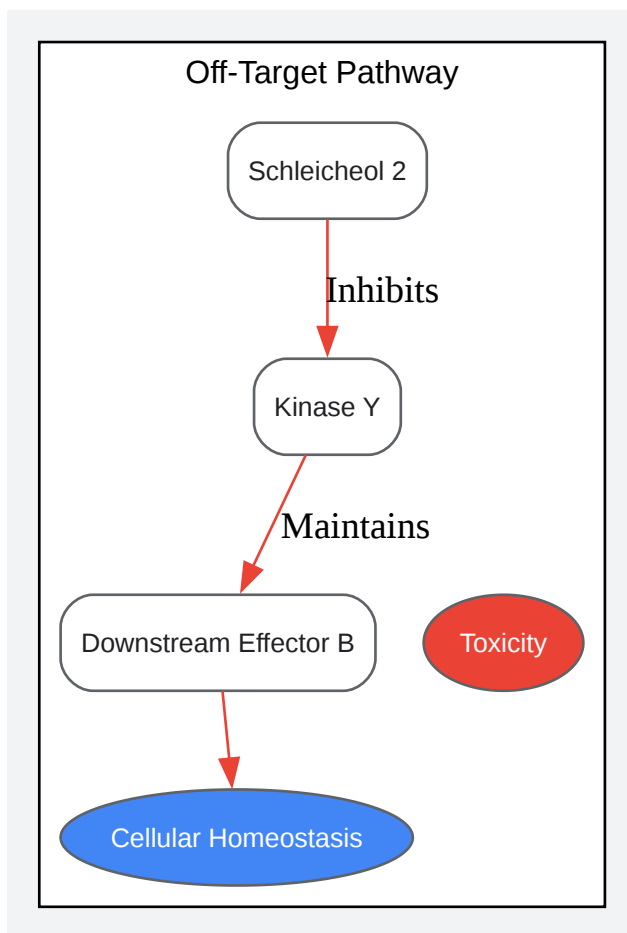 Off-Target Pathway
Schleicheol 2
Inhibits
Kinase Y
Maintains
Downstream Effector B
Toxicity
Cellular Homeostasis